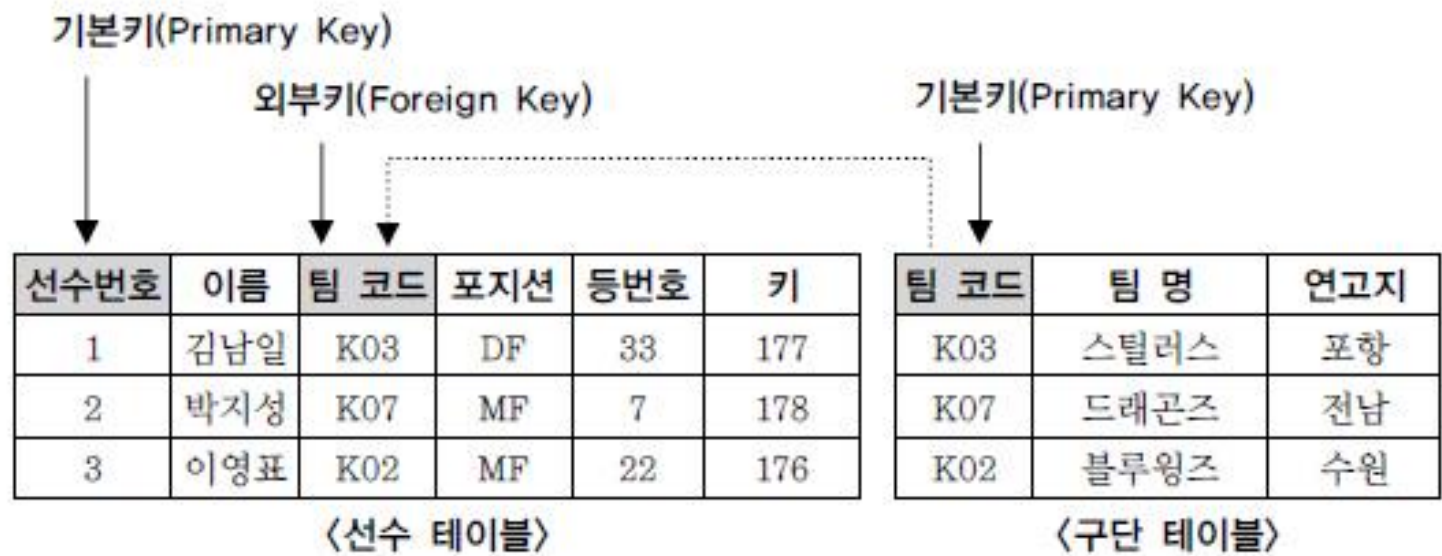 기본키(Primary Key)
외부키(Foreign Key) 기본키(Primary Key)
선수번호 이름 팀 코드 포지션 등번호 키 팀 코드 팀 명 연고지
1 김남일 K03 DF 33 177 K03 스틸러스 포항
2 박지성 K07 MF 7 178 K07 드래곤즈 전남
3 이영표 K02 MF 22 176 K02 블루윙즈 수원
<선수 테이블> <구단 테이블>